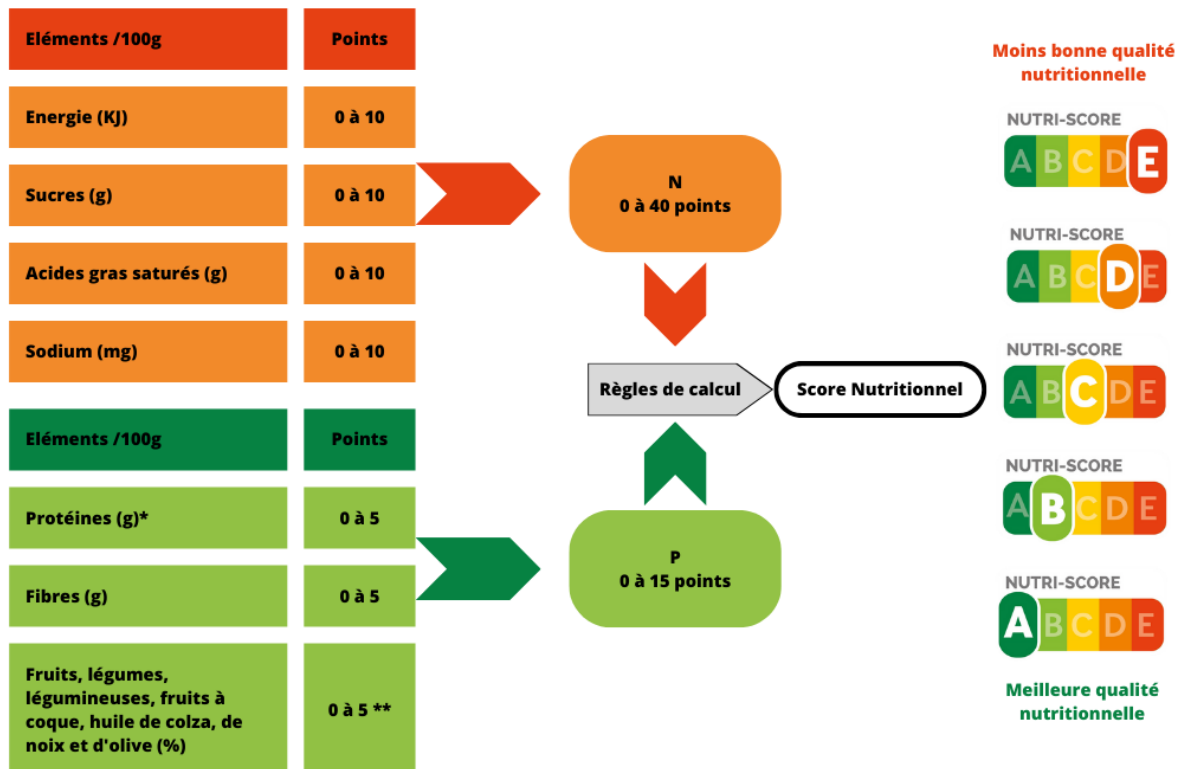 Eléments /100g
Points
Energie (KJ)
0 à 10
Sucres (g)
0 à 10
Acides gras saturés (g)
0 à 10
Sodium (mg)
0 à 10
Eléments /100g
Points
Protéines (g)*
0 à 5
Fibres (g)
0 à 5
Fruits, légumes,
légumineuses, fruits à
coque, huile de colza, de
noix et d'olive (%)
0 à 5 **
N
0 à 40 points
Règles de calcul
Score Nutritionnel
P
0 à 15 points
Moins bonne qualité
nutritionnelle
NUTRI-SCORE
A B C D E
NUTRI-SCORE
A B C D E
NUTRI-SCORE
A B C D E
NUTRI-SCORE
A B C D E
NUTRI-SCORE
A B C D E
Meilleure qualité
nutritionnelle